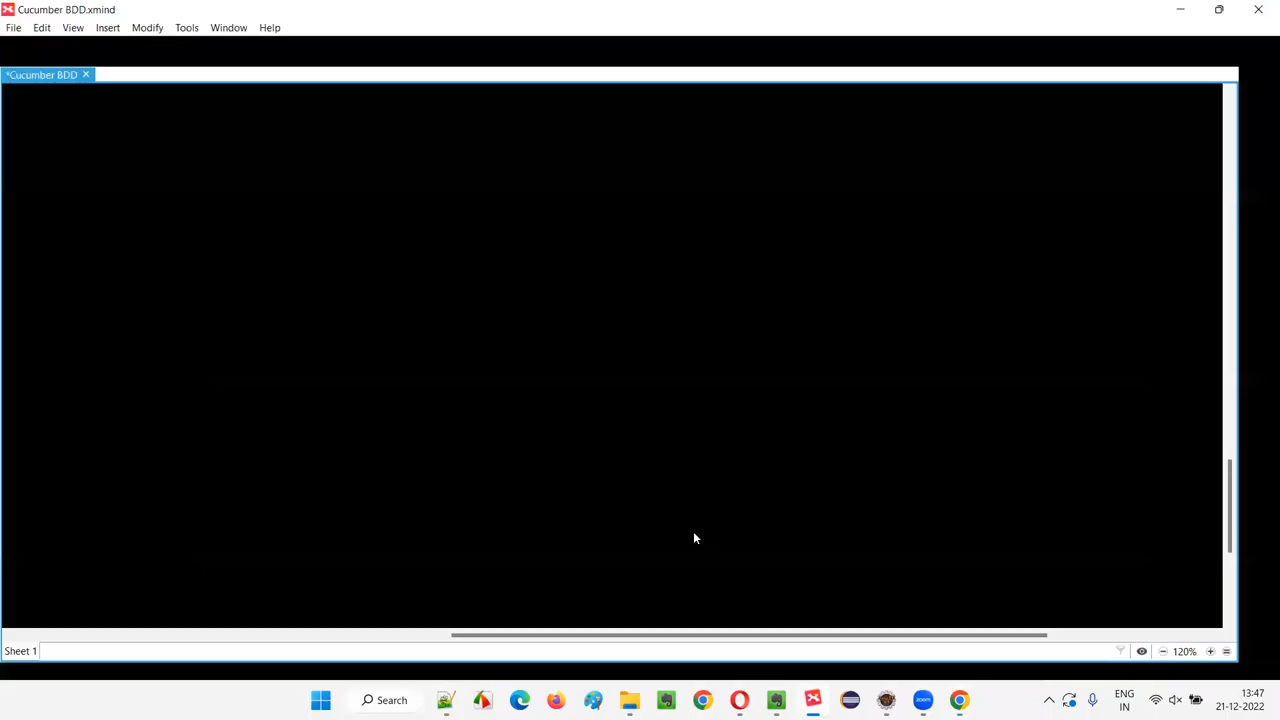 Cucumber BDD.xmind
File Edit View Insert Modify Tools Window Help
*Cucumber BDD
Sheet 1
120%
Search
zoom
ENG
IN
13:47
21-12-2022